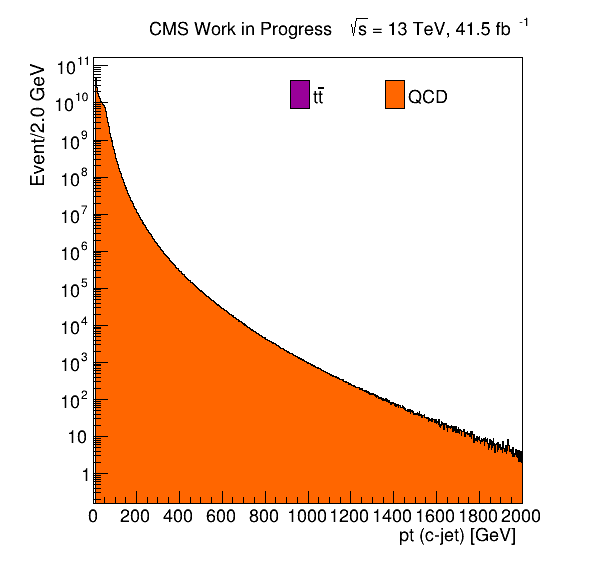 CMS Work in Progress √s = 13 TeV, 41.5 fb⁻¹
Event/2.0 GeV
tt̄ QCD
10¹¹
10¹⁰
10⁹
10⁸
10⁷
10⁶
10⁵
10⁴
10³
10²
10
1
0 200 400 600 800 1000 1200 1400 1600 1800 2000
pt (c-jet) [GeV]